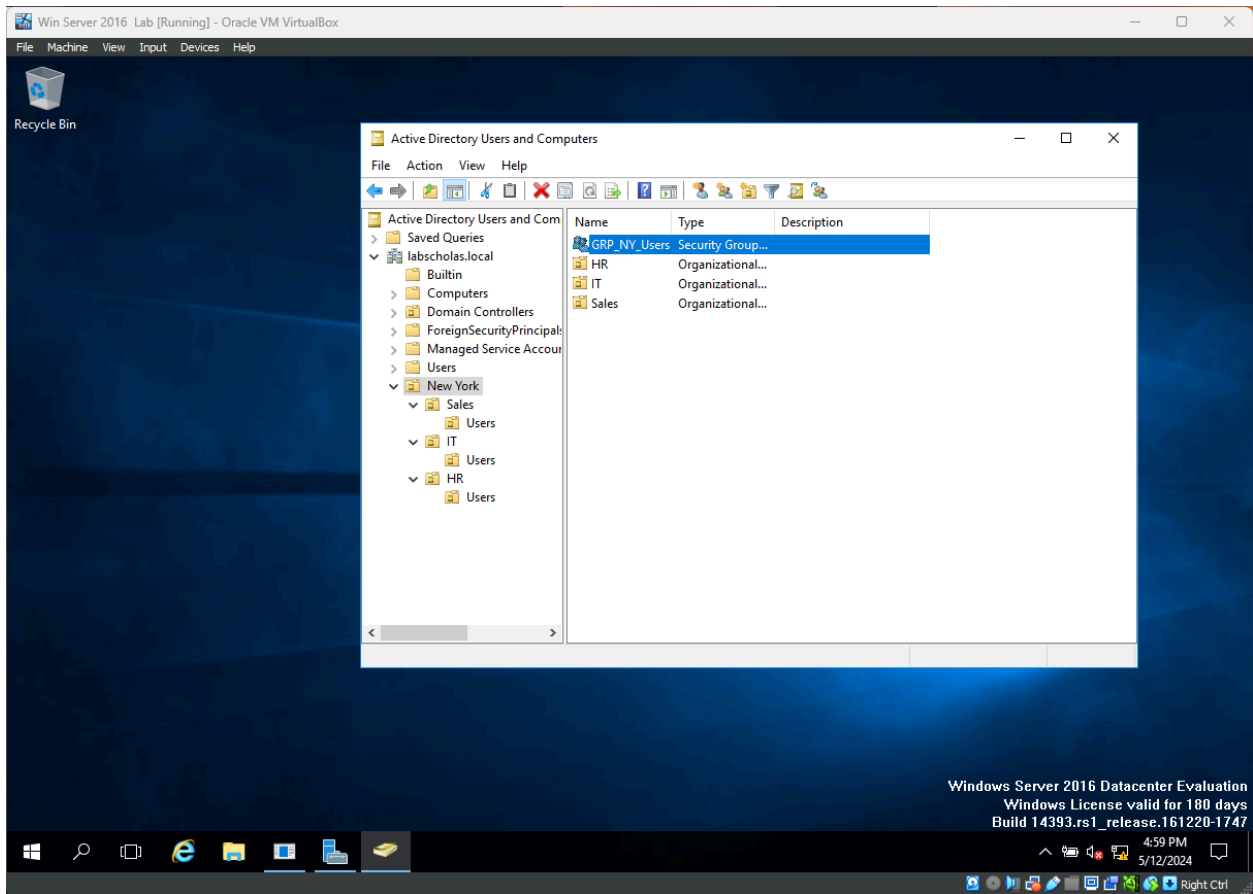 Win Server 2016 Lab [Running] - Oracle VM VirtualBox
File Machine View Input Devices Help
Recycle Bin
Active Directory Users and Computers
File Action View Help
Active Directory Users and Com
Saved Queries
labscholas.local
Builtin
Computers
Domain Controllers
ForeignSecurityPrincipals
Managed Service Accour
Users
New York
Sales
Users
IT
Users
HR
Users
Name Type Description
GRP_NY_Users Security Group...
HR Organizational...
IT Organizational...
Sales Organizational...
Windows Server 2016 Datacenter Evaluation
Windows License valid for 180 days
Build 14393.rs1_release.161220-1747
4:59 PM
5/12/2024
Right Ctrl